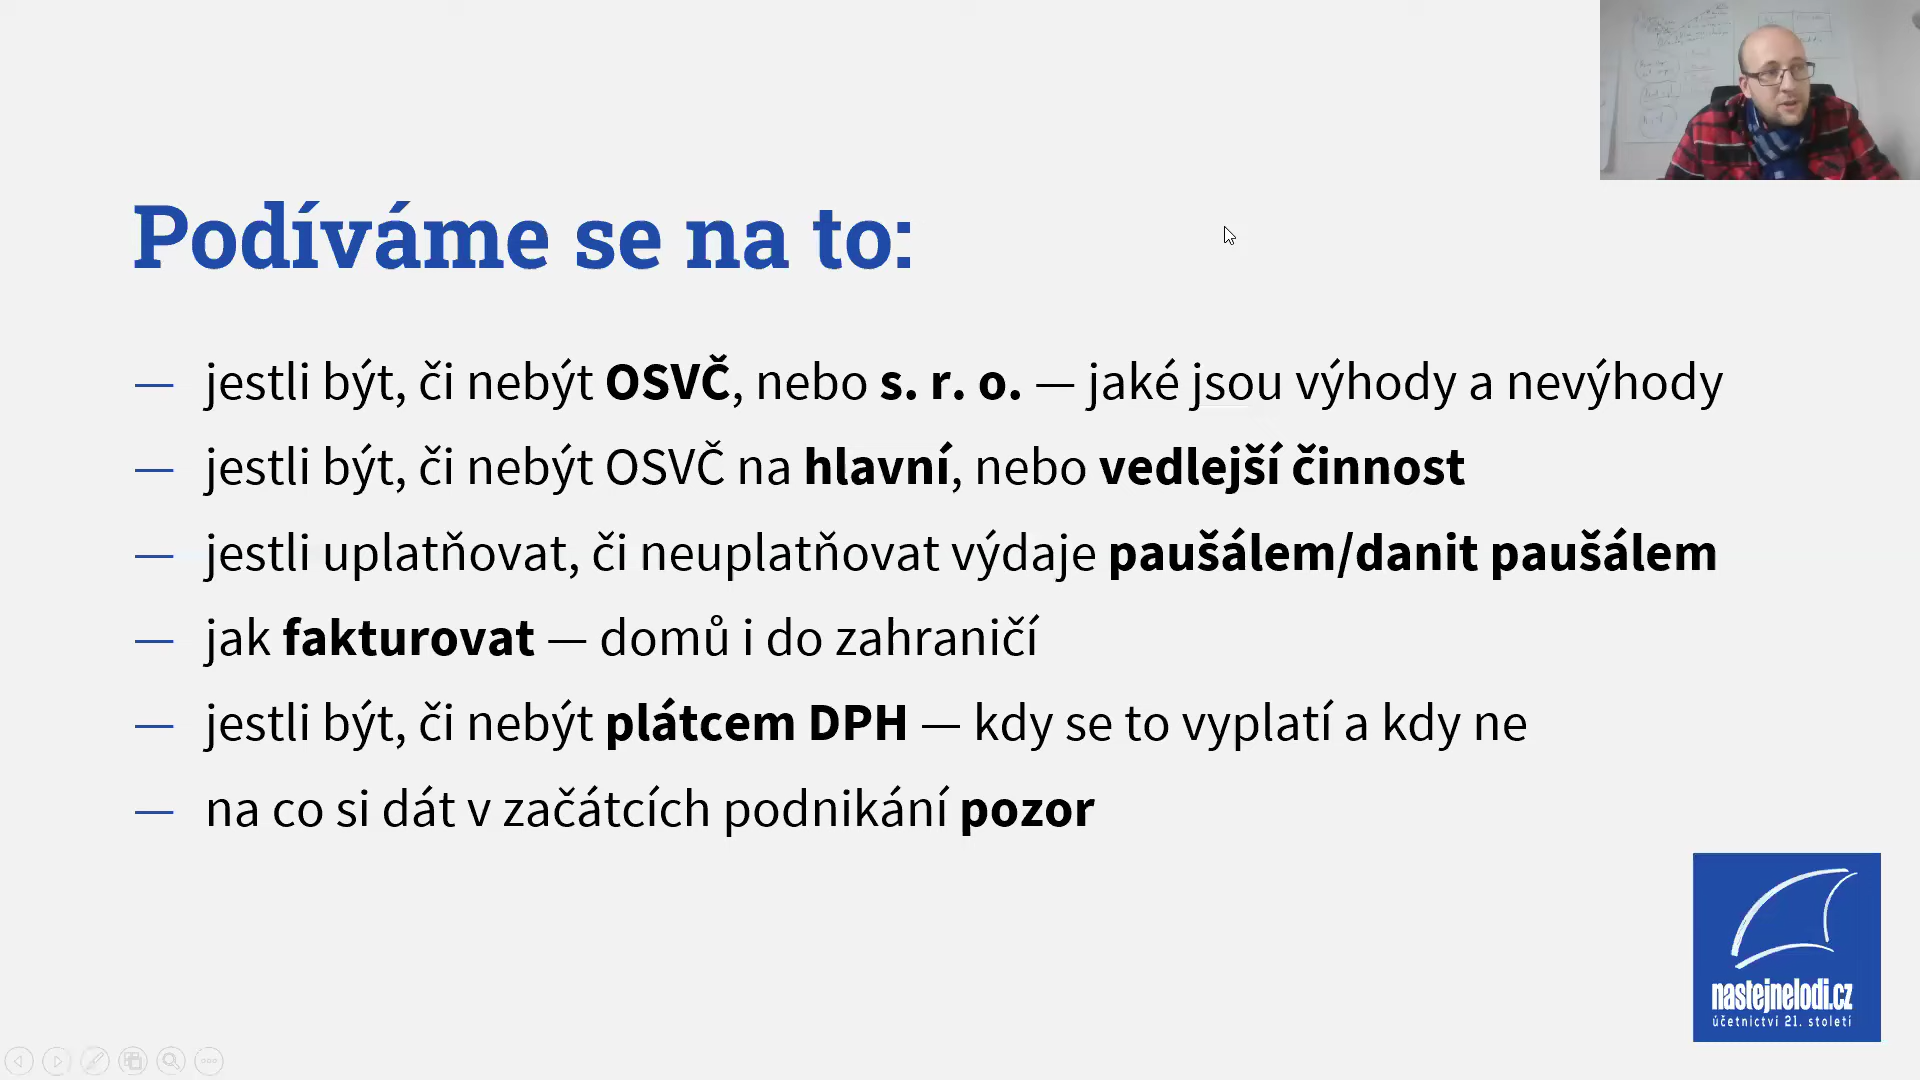 Podíváme se na to:
— jestli být, či nebýt OSVČ, nebo s. r. o. — jaké jsou výhody a nevýhody
— jestli být, či nebýt OSVČ na hlavní, nebo vedlejší činnost
— jestli uplatňovat, či neuplatňovat výdaje paušálem/danit paušálem
— jak fakturovat — domů i do zahraničí
— jestli být, či nebýt plátcem DPH — kdy se to vyplatí a kdy ne
— na co si dát v začátcích podnikání pozor
nastejnelodi.cz
účetnictví 21. století